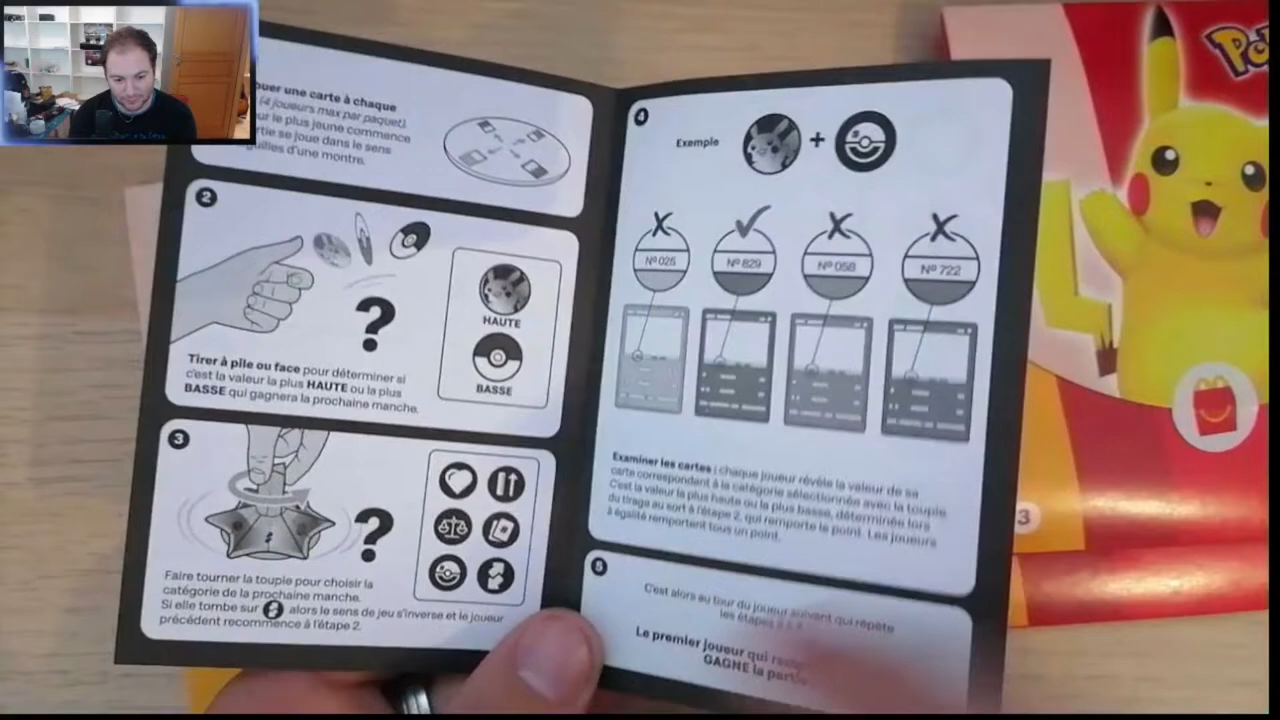 ouer une carte à chaque
(4 joueurs max par paquet).
ur le plus jeune commence
rtie se joue dans le sens
guilles d'une montre.
2
HAUTE
BASSE
Tirer à pile ou face pour déterminer si
c'est la valeur la plus HAUTE ou la plus
BASSE qui gagnera la prochaine manche.
3
Faire tourner la toupie pour choisir la
catégorie de la prochaine manche.
Si elle tombe sur alors le sens de jeu s'inverse et le joueur
précédent recommence à l'étape 2.
4
Exemple +
Nº 025 Nº 829 Nº 058 Nº 722
Examiner les cartes : chaque joueur révèle la valeur de sa
carte correspondant à la catégorie sélectionnée avec la toupie.
C'est la valeur la plus haute ou la plus basse, déterminée lors
du tirage au sort à l'étape 2, qui remporte le point. Les joueurs
à égalité remportent tous un point.
5
C'est alors au tour du joueur suivant qui répète
les étapes
Le premier joueur qui
GAGNE la partie
Pok
3